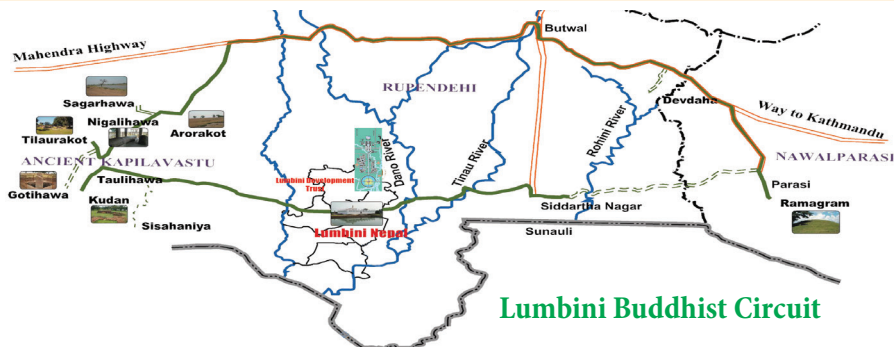 Mahendra Highway
Butwal
RUPENDEHI
Sagarhawa
Nigalihawa
Arorakot
Tilaurakot
ANCIENT KAPILAVASTU
Taulihawa
Gotihawa
Kudan
Sisahaniya
Lumbini Development
Trust
Dano River
Tinau River
Rohini River
Devdaha
Way to Kathmandu
NAWALPARASI
Parasi
Ramagram
Siddartha Nagar
Sunauli
Lumbini Nepal
Lumbini Buddhist Circuit